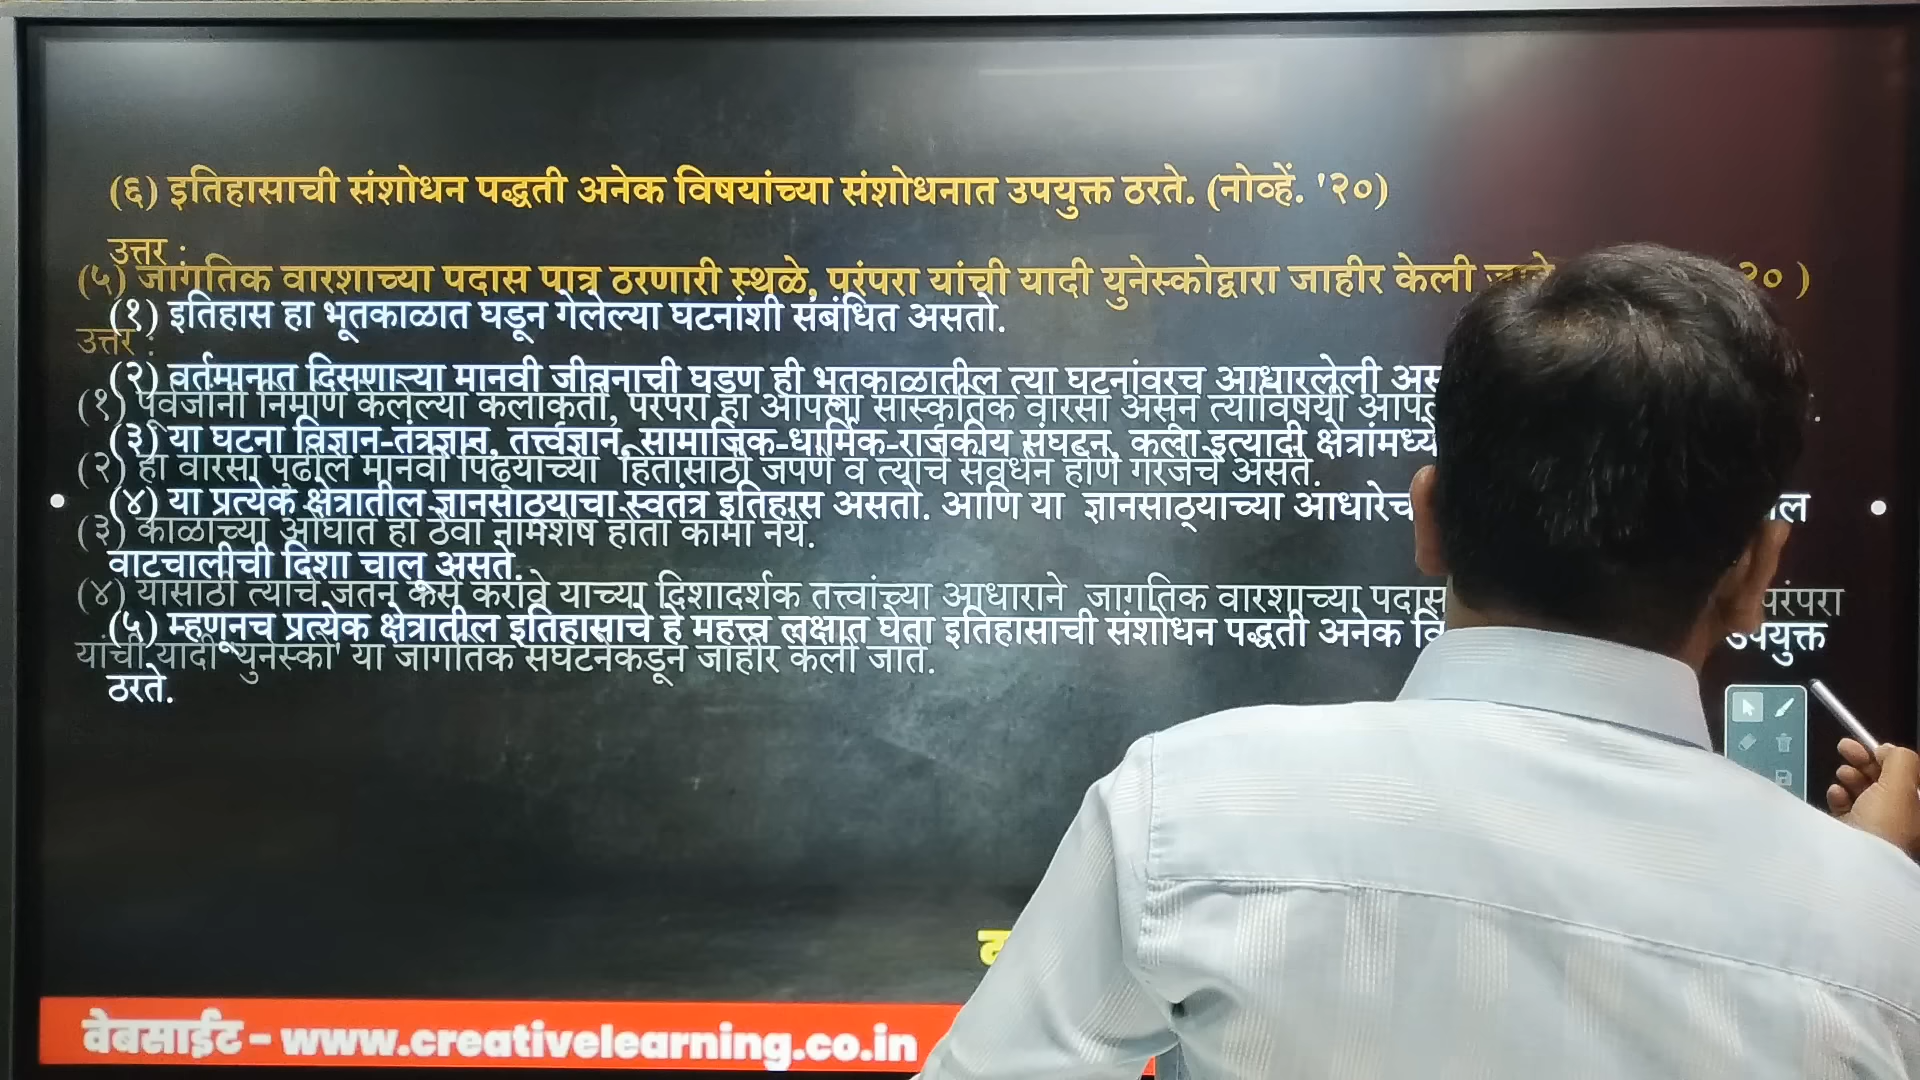 (६) इतिहासाची संशोधन पद्धती अनेक विषयांच्या संशोधनात उपयुक्त ठरते. (नोव्हें. '२०)
उत्तर :
(५) जागतिक वारशाच्या पदास पात्र ठरणारी स्थळे, परंपरा यांची यादी युनेस्कोद्वारा जाहीर केली २० )
(१) इतिहास हा भूतकाळात घडून गेलेल्या घटनांशी संबंधित असतो.
उत्तर :
(२) वर्तमानात दिसणाऱ्या मानवी जीवनाची घडण ही भूतकाळातील त्या घटनांवरच आधारलेली
(१) पूर्वजांनी निर्माण केलेल्या कलाकृती, परंपरा हा आपला सांस्कृतिक वारसा असून त्याविषयी
(३) या घटना विज्ञान-तंत्रज्ञान, तत्त्वज्ञान, सामाजिक-धार्मिक-राजकीय संघटन, कला इत्यादी क्षेत्रांमध्ये
(२) हा वारसा पुढील मानवी पिढ्यांच्या हितासाठी जपणे व त्याचे संवर्धन होणे गरजेचे असते.
(४) या प्रत्येक क्षेत्रातील ज्ञानसाठ्याचा स्वतंत्र इतिहास असतो. आणि या ज्ञानसाठ्याच्या आधारेच
(३) काळाच्या ओघात हा ठेवा नामशेष होता कामा नये.
वाटचालीची दिशा चालू असते.
(४) यासाठी त्याचे जतन कसे करावे याच्या दिशादर्शक तत्त्वांच्या आधाराने जागतिक वारशाच्या पदास परंपरा
(५) म्हणूनच प्रत्येक क्षेत्रातील इतिहासाचे हे महत्त्व लक्षात घेता इतिहासाची संशोधन पद्धती अनेक उपयुक्त
यांची यादी 'युनेस्को' या जागतिक संघटनेकडून जाहीर केली जाते.
ठरते.
वेबसाईट - www.creativelearning.co.in